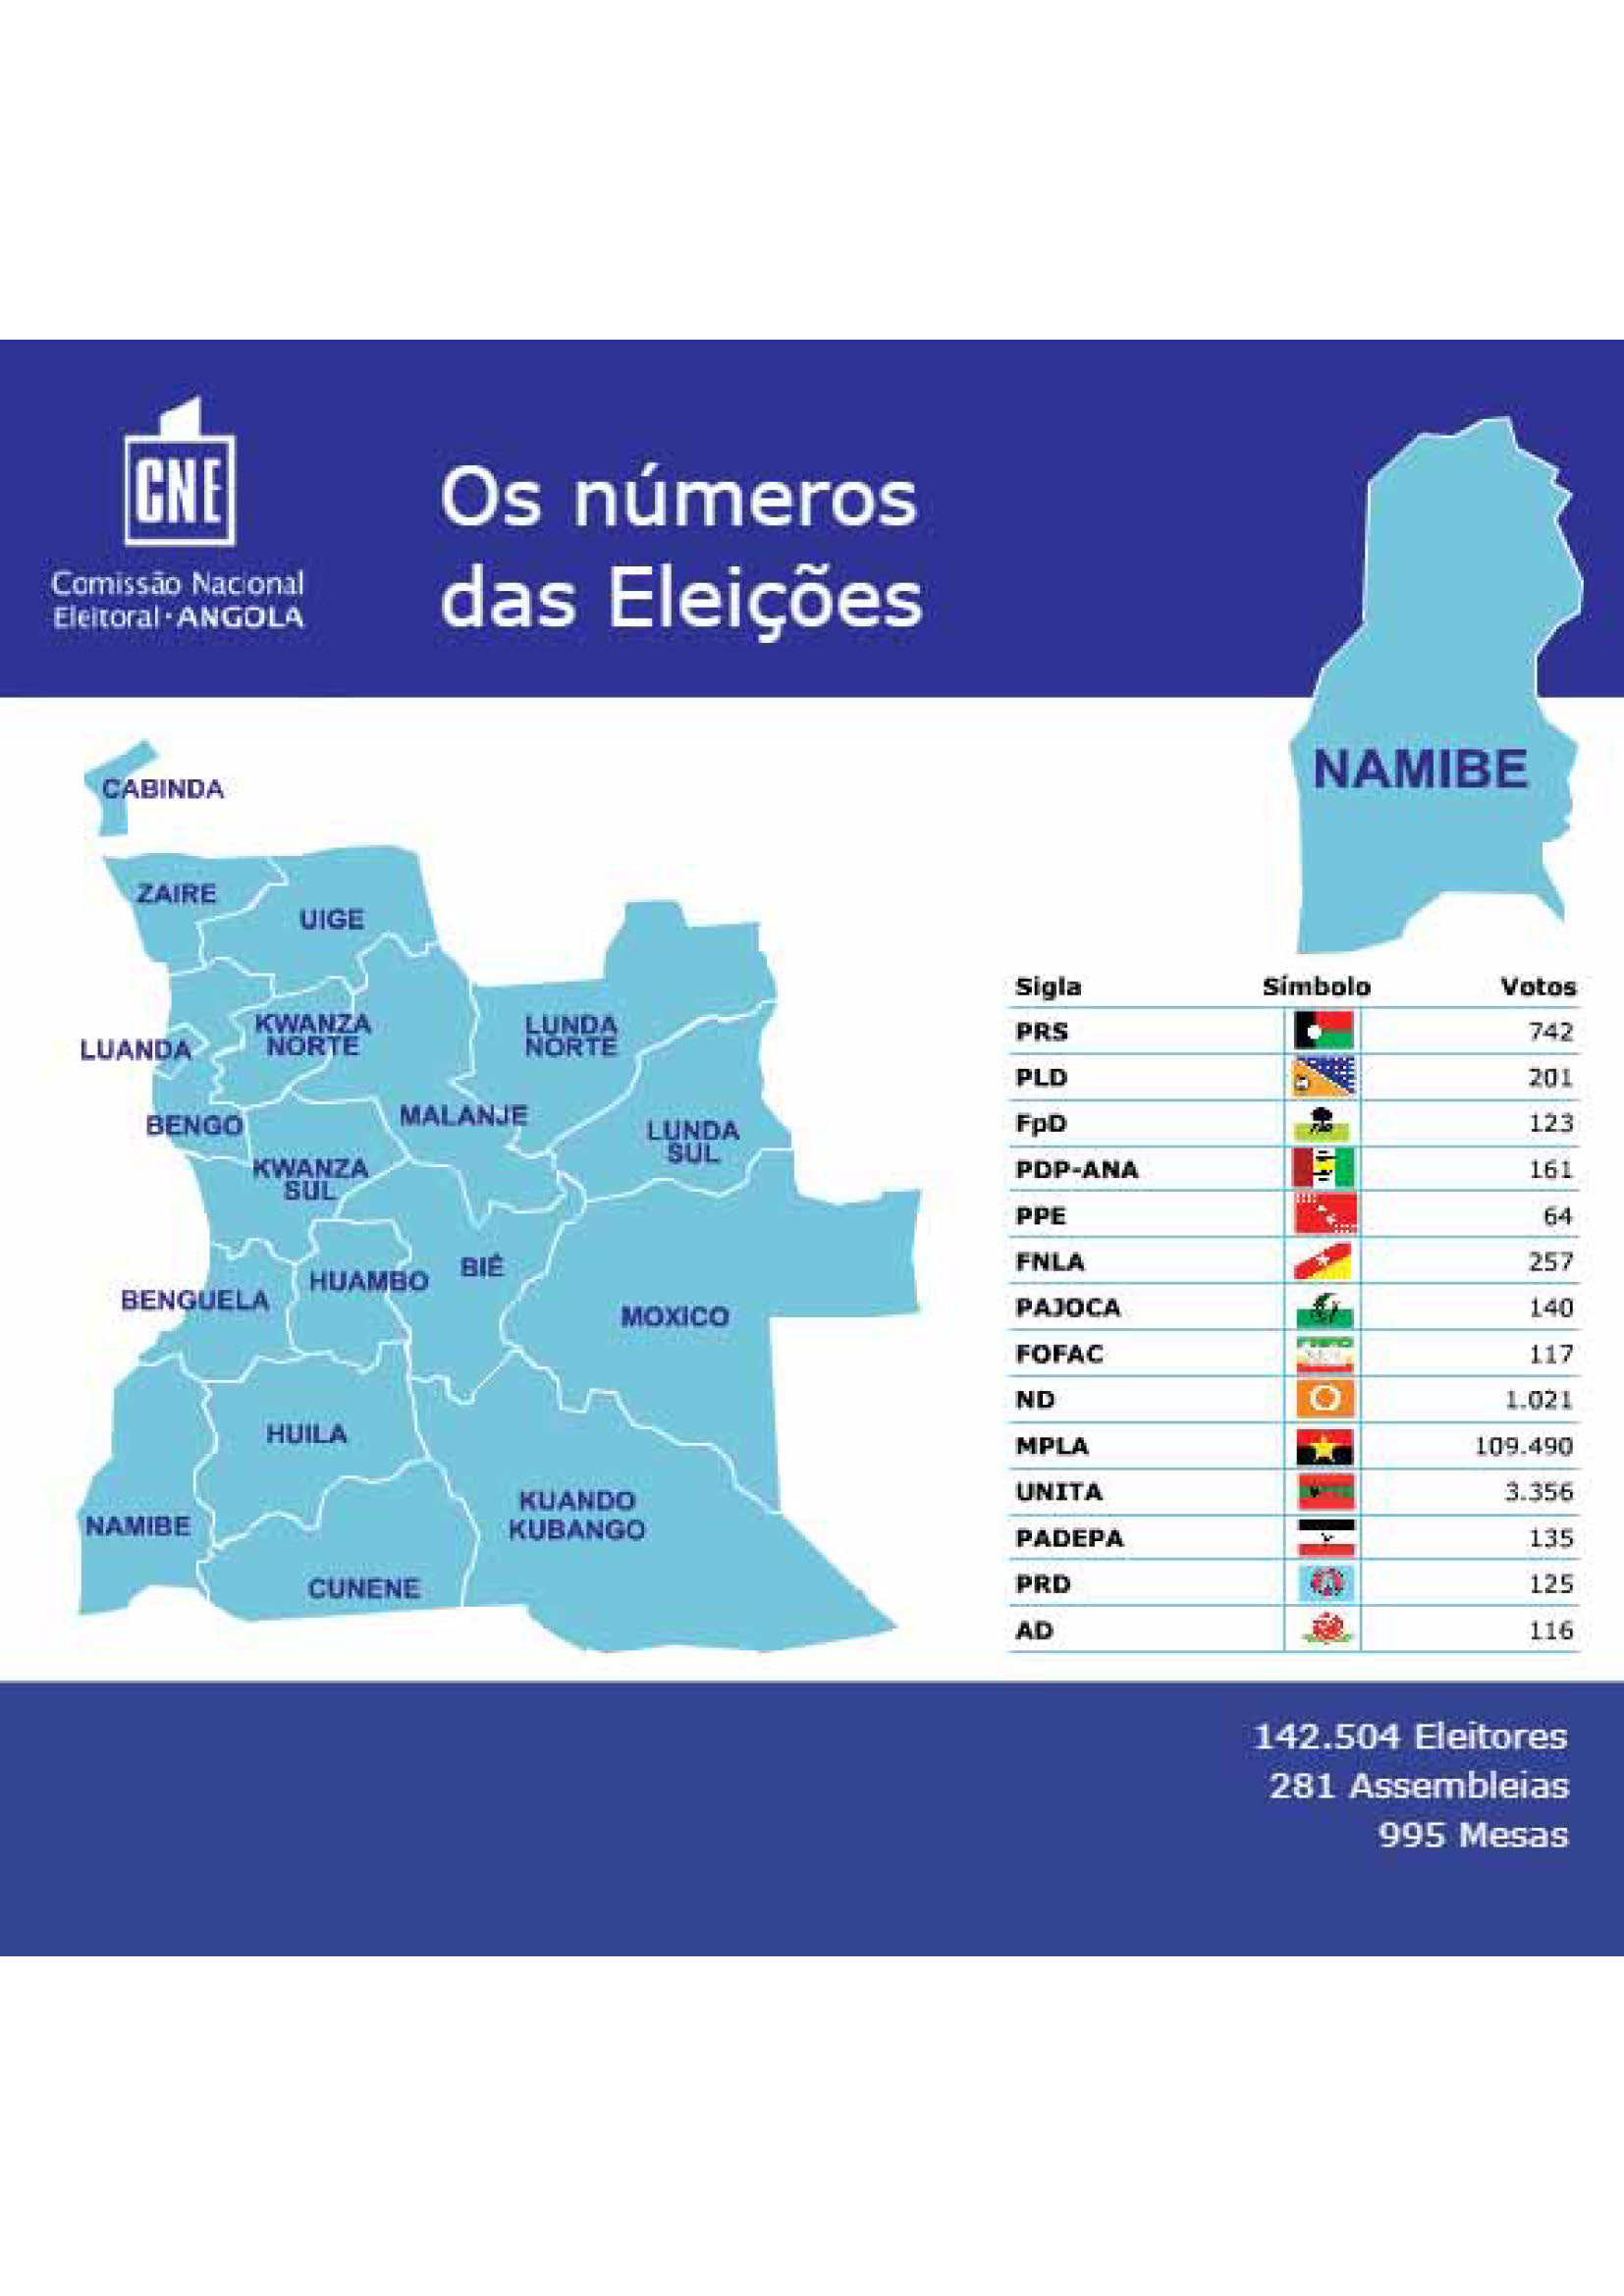 CNE
Comissão Nacional
Eleitoral · ANGOLA
Os números
das Eleições
NAMIBE
CABINDA
ZAIRE
UIGE
LUANDA
KWANZA
NORTE
LUNDA
NORTE
BENGO
MALANJE
LUNDA
SUL
KWANZA
SUL
BENGUELA
HUAMBO
BIÉ
MOXICO
HUILA
NAMIBE
KUANDO
KUBANGO
CUNENE
Sigla Símbolo Votos
PRS 742
PLD 201
FpD 123
PDP-ANA 161
PPE 64
FNLA 257
PAJOCA 140
FOFAC 117
ND 1.021
MPLA 109.490
UNITA 3.356
PADEPA 135
PRD 125
AD 116
142.504 Eleitores
281 Assembleias
995 Mesas